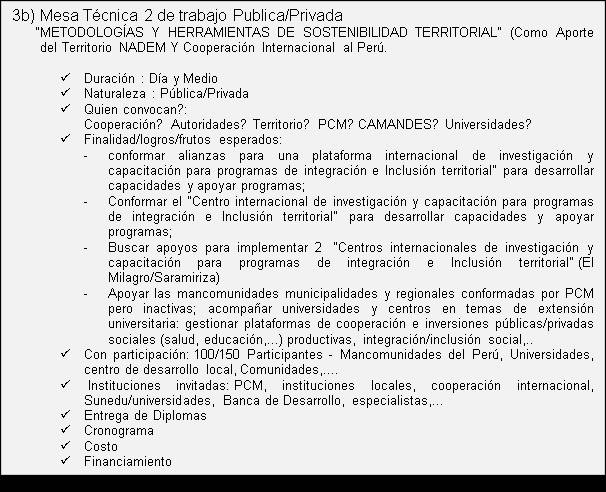 3b) Mesa Técnica 2 de trabajo Publica/Privada
"METODOLOGÍAS Y HERRAMIENTAS DE SOSTENIBILIDAD TERRITORIAL" (Como Aporte
del Territorio NADEM Y Cooperación Internacional al Perú.
✓ Duración : Día y Medio
✓ Naturaleza : Pública/Privada
✓ Quien convocan?:
Cooperación? Autoridades? Territorio? PCM? CAMANDES? Universidades?
✓ Finalidad/logros/frutos esperados:
- conformar alianzas para una plataforma internacional de investigación y
capacitación para programas de integración e Inclusión territorial" para desarrollar
capacidades y apoyar programas;
- Conformar el "Centro internacional de investigación y capacitación para programas
de integración e Inclusión territorial" para desarrollar capacidades y apoyar
programas;
- Buscar apoyos para implementar 2 "Centros internacionales de investigación y
capacitación para programas de integración e Inclusión territorial" (El
Milagro/Saramiriza)
- Apoyar las mancomunidades municipalidades y regionales conformadas por PCM
pero inactivas; acompañar universidades y centros en temas de extensión
universitaria: gestionar plataformas de cooperación e inversiones públicas/privadas
sociales (salud, educación,...) productivas, integración/inclusión social,..
✓ Con participación: 100/150 Participantes - Mancomunidades del Perú, Universidades,
centro de desarrollo local, Comunidades,....
✓ Instituciones invitadas: PCM, instituciones locales, cooperación internacional,
Sunedu/universidades, Banca de Desarrollo, especialistas,...
✓ Entrega de Diplomas
✓ Cronograma
✓ Costo
✓ Financiamiento